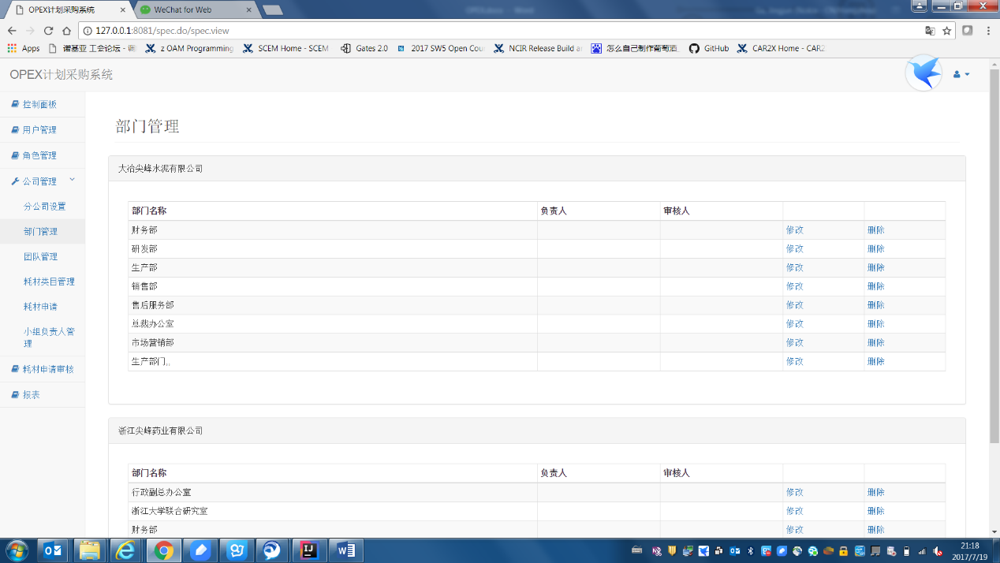 OPEX计划采购系统
WeChat for Web
127.0.0.1:8081/spec.do/spec.view
Apps 诺基亚 工会论坛 - z OAM Programming SCEM Home - SCEM Gates 2.0 2017 SW5 Open Cou NCIR Release Build a 怎么自己制作葡萄酒 GitHub CAR2X Home - CAR2
OPEX计划采购系统
控制面板
用户管理
角色管理
公司管理
分公司设置
部门管理
团队管理
耗材类目管理
耗材申请
小组负责人管
理
耗材申请审核
报表
部门管理
大冶尖峰水泥有限公司
部门名称 负责人 审核人
财务部 修改 删除
研发部 修改 删除
生产部 修改 删除
销售部 修改 删除
售后服务部 修改 删除
总裁办公室 修改 删除
市场营销部 修改 删除
生产部门,, 修改 删除
浙江尖峰药业有限公司
部门名称 负责人 审核人
行政副总办公室 修改 删除
浙江大学联合研究室 修改 删除
财务部 修改 删除
21:18
2017/7/19